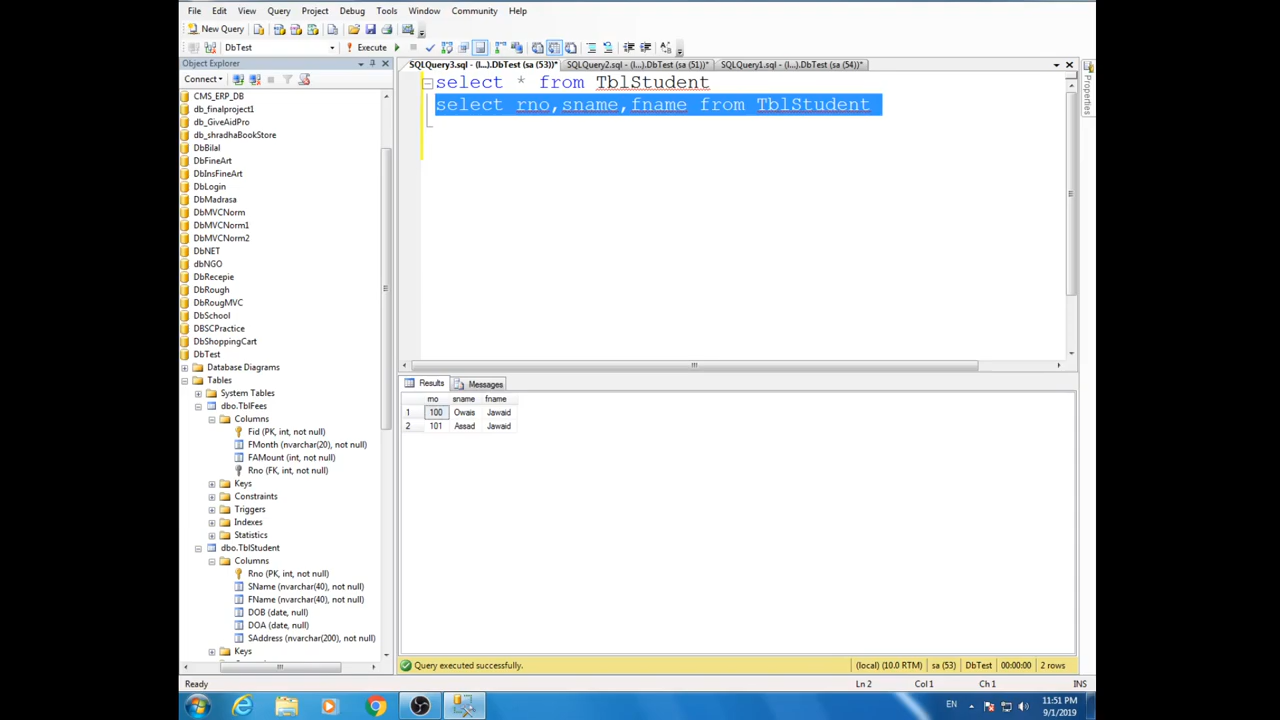 File Edit View Query Project Debug Tools Window Community Help
New Query
DbTest Execute
Object Explorer
SQLQuery3.sql - (l...).DbTest (sa (53))* SQLQuery2.sql - (l...).DbTest (sa (51))* SQLQuery1.sql - (l...).DbTest (sa (54))*
Connect
Properties
CMS_ERP_DB
db_finalproject1
db_GiveAidPro
db_shradhaBookStore
DbBilal
DbFineArt
DbInsFineArt
DbLogin
DbMadrasa
DbMVCNorm
DbMVCNorm1
DbMVCNorm2
DbNET
dbNGO
DbRecepie
DbRough
DbRougMVC
DbSchool
DBSCPractice
DbShoppingCart
DbTest
Database Diagrams
Tables
System Tables
dbo.TblFees
Columns
Fid (PK, int, not null)
FMonth (nvarchar(20), not null)
FAMount (int, not null)
Rno (FK, int, not null)
Keys
Constraints
Triggers
Indexes
Statistics
dbo.TblStudent
Columns
Rno (PK, int, not null)
SName (nvarchar(40), not null)
FName (nvarchar(40), not null)
DOB (date, null)
DOA (date, null)
SAddress (nvarchar(200), not null)
Keys
select * from TblStudent
select rno,sname,fname from TblStudent
Results Messages
rno sname fname
1 100 Owais Jawaid
2 101 Assad Jawaid
Query executed successfully. (local) (10.0 RTM) sa (53) DbTest 00:00:00 2 rows
Ready Ln 2 Col 1 Ch 1 INS
EN 11:51 PM
9/1/2019